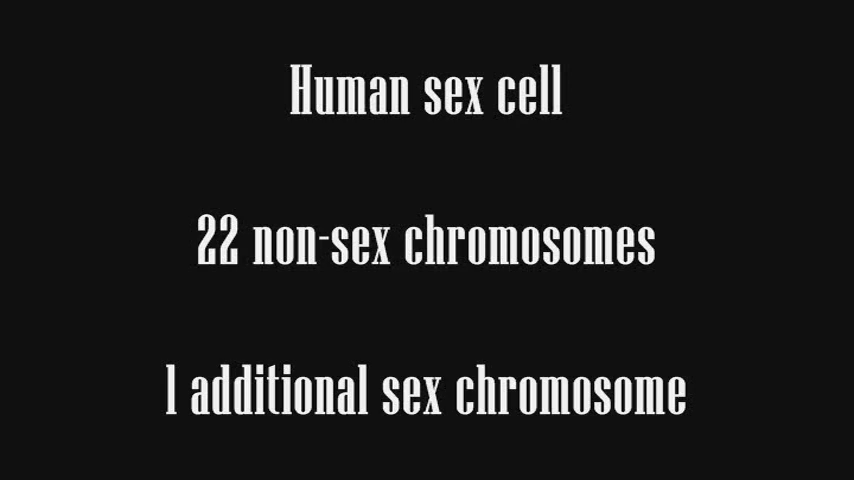 Human sex cell
22 non-sex chromosomes
1 additional sex chromosome